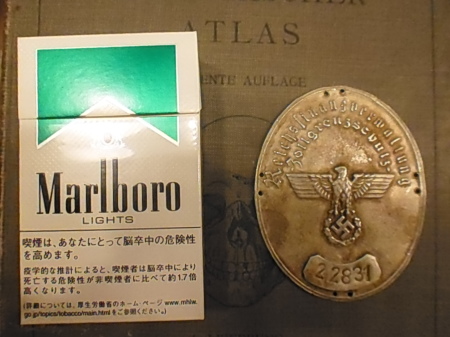 ATLAS
ENTE AUFLAGE
Marlboro
LIGHTS
喫煙は、あなたにとって脳卒中の危険性
を高めます。
疫学的な推計によると、喫煙者は脳卒中により
死亡する危険性が非喫煙者に比べて約1.7倍
高くなります。
(詳細については、厚生労働省のホーム・ページ www.mhlw.
go.jp/topics/tobacco/main.html をご参照ください。)
Reichsfinanzverwaltung
Zollgrenzschutz
22831